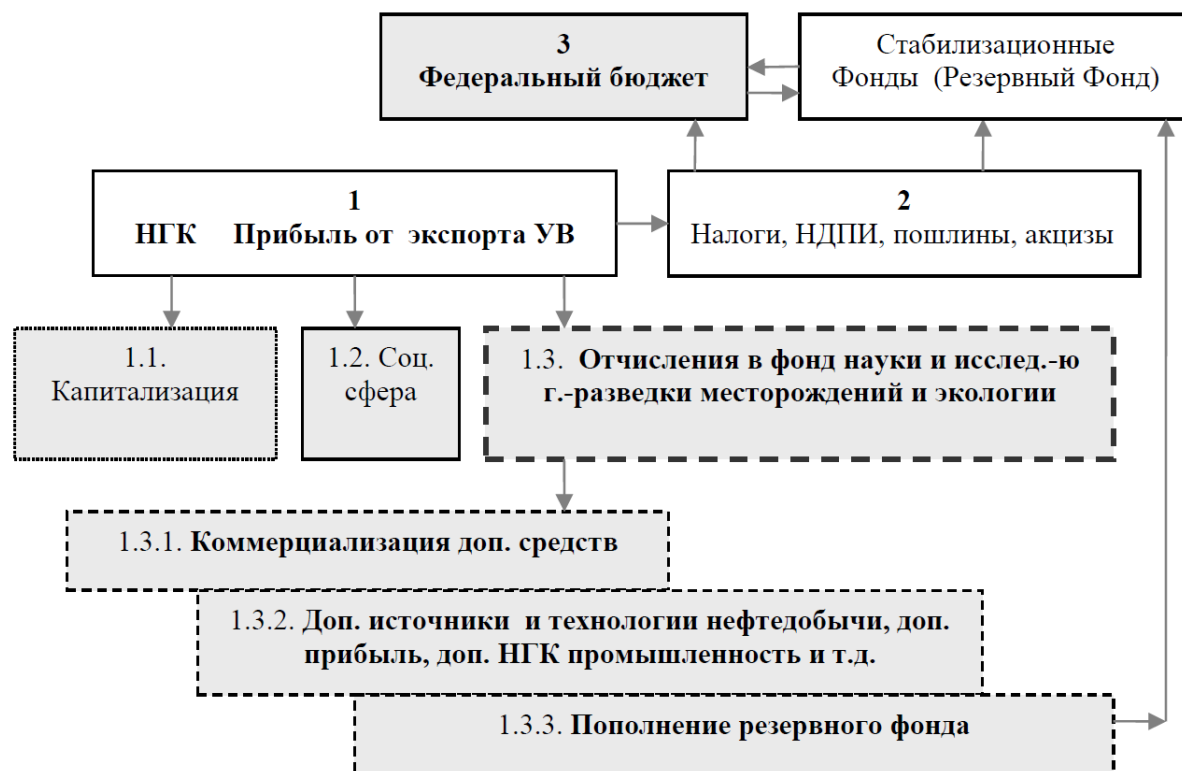 3
Федеральный бюджет
Стабилизационные
Фонды (Резервный Фонд)
1
НГК Прибыль от экспорта УВ
2
Налоги, НДПИ, пошлины, акцизы
1.1.
Капитализация
1.2. Соц.
сфера
1.3. Отчисления в фонд науки и исслед.-ю
г.-разведки месторождений и экологии
1.3.1. Коммерциализация доп. средств
1.3.2. Доп. источники и технологии нефтедобычи, доп.
прибыль, доп. НГК промышленность и т.д.
1.3.3. Пополнение резервного фонда